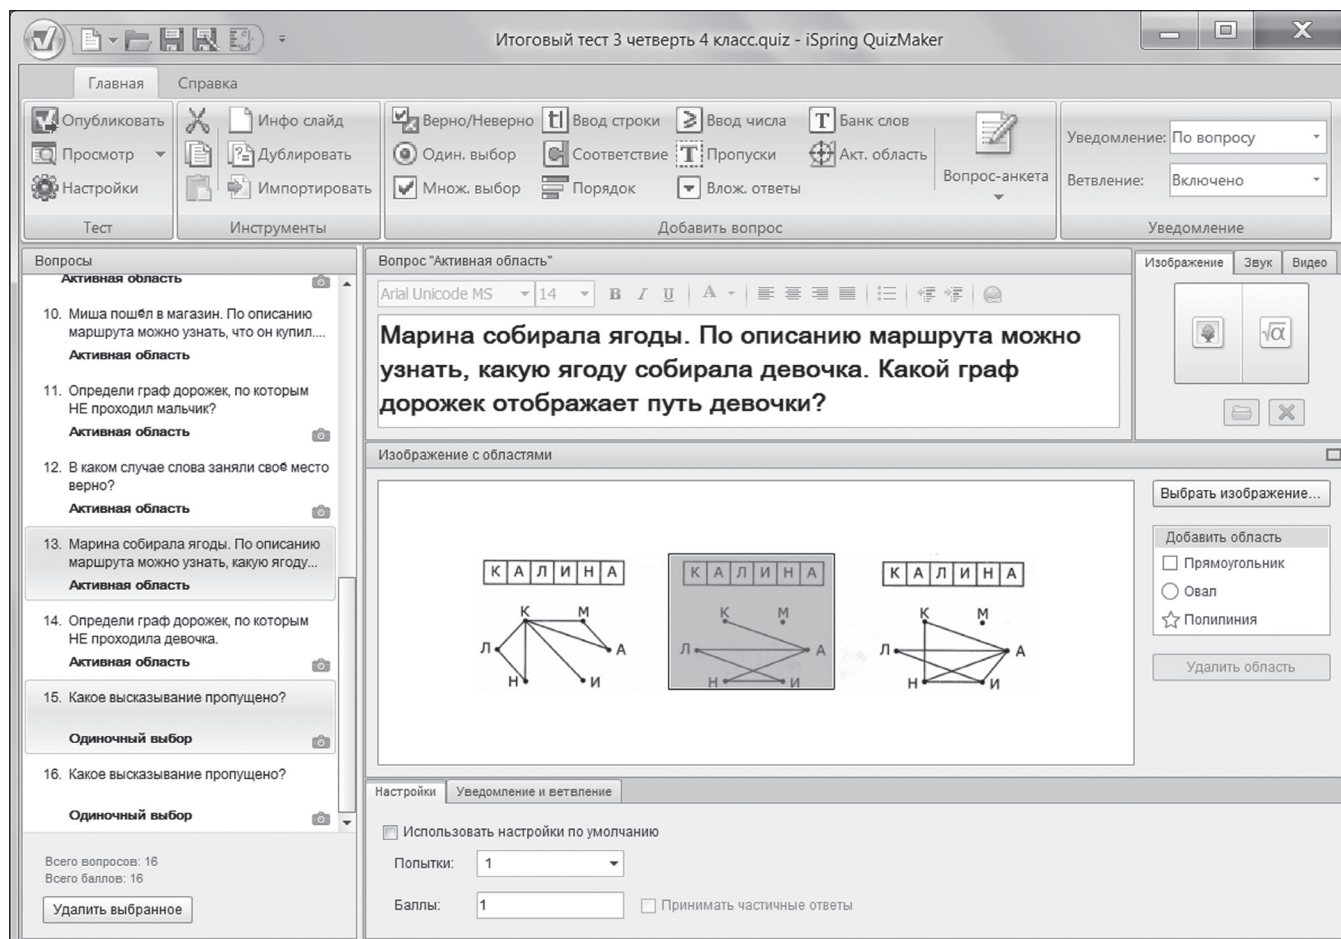 Итоговый тест 3 четверть 4 класс.quiz - iSpring QuizMaker
Главная Справка
Опубликовать
Просмотр
Настройки
Тест
Инфо слайд
Дублировать
Импортировать
Инструменты
Верно/Неверно
Один. выбор
Множ. выбор
Ввод строки
Соответствие
Порядок
Ввод числа
Пропуски
Влож. ответы
Банк слов
Акт. область
Вопрос-анкета
Добавить вопрос
Уведомление: По вопросу
Ветвление: Включено
Уведомление
Вопросы
Активная область
10. Миша пошёл в магазин. По описанию
маршрута можно узнать, что он купил....
Активная область
11. Определи граф дорожек, по которым
НЕ проходил мальчик?
Активная область
12. В каком случае слова заняли своё место
верно?
Активная область
13. Марина собирала ягоды. По описанию
маршрута можно узнать, какую ягоду...
Активная область
14. Определи граф дорожек, по которым
НЕ проходила девочка.
Активная область
15. Какое высказывание пропущено?
Одиночный выбор
16. Какое высказывание пропущено?
Одиночный выбор
Всего вопросов: 16
Всего баллов: 16
Удалить выбранное
Вопрос "Активная область"
Arial Unicode MS 14 B I U A
Марина собирала ягоды. По описанию маршрута можно
узнать, какую ягоду собирала девочка. Какой граф
дорожек отображает путь девочки?
Изображение Звук Видео
√α
Изображение с областями
К А Л И Н А
К М
Л А
Н И
К А Л И Н А
К М
Л А
Н И
К А Л И Н А
К М
Л А
Н И
Выбрать изображение...
Добавить область
Прямоугольник
Овал
Полилиния
Удалить область
Настройки Уведомление и ветвление
Использовать настройки по умолчанию
Попытки: 1
Баллы: 1 Принимать частичные ответы